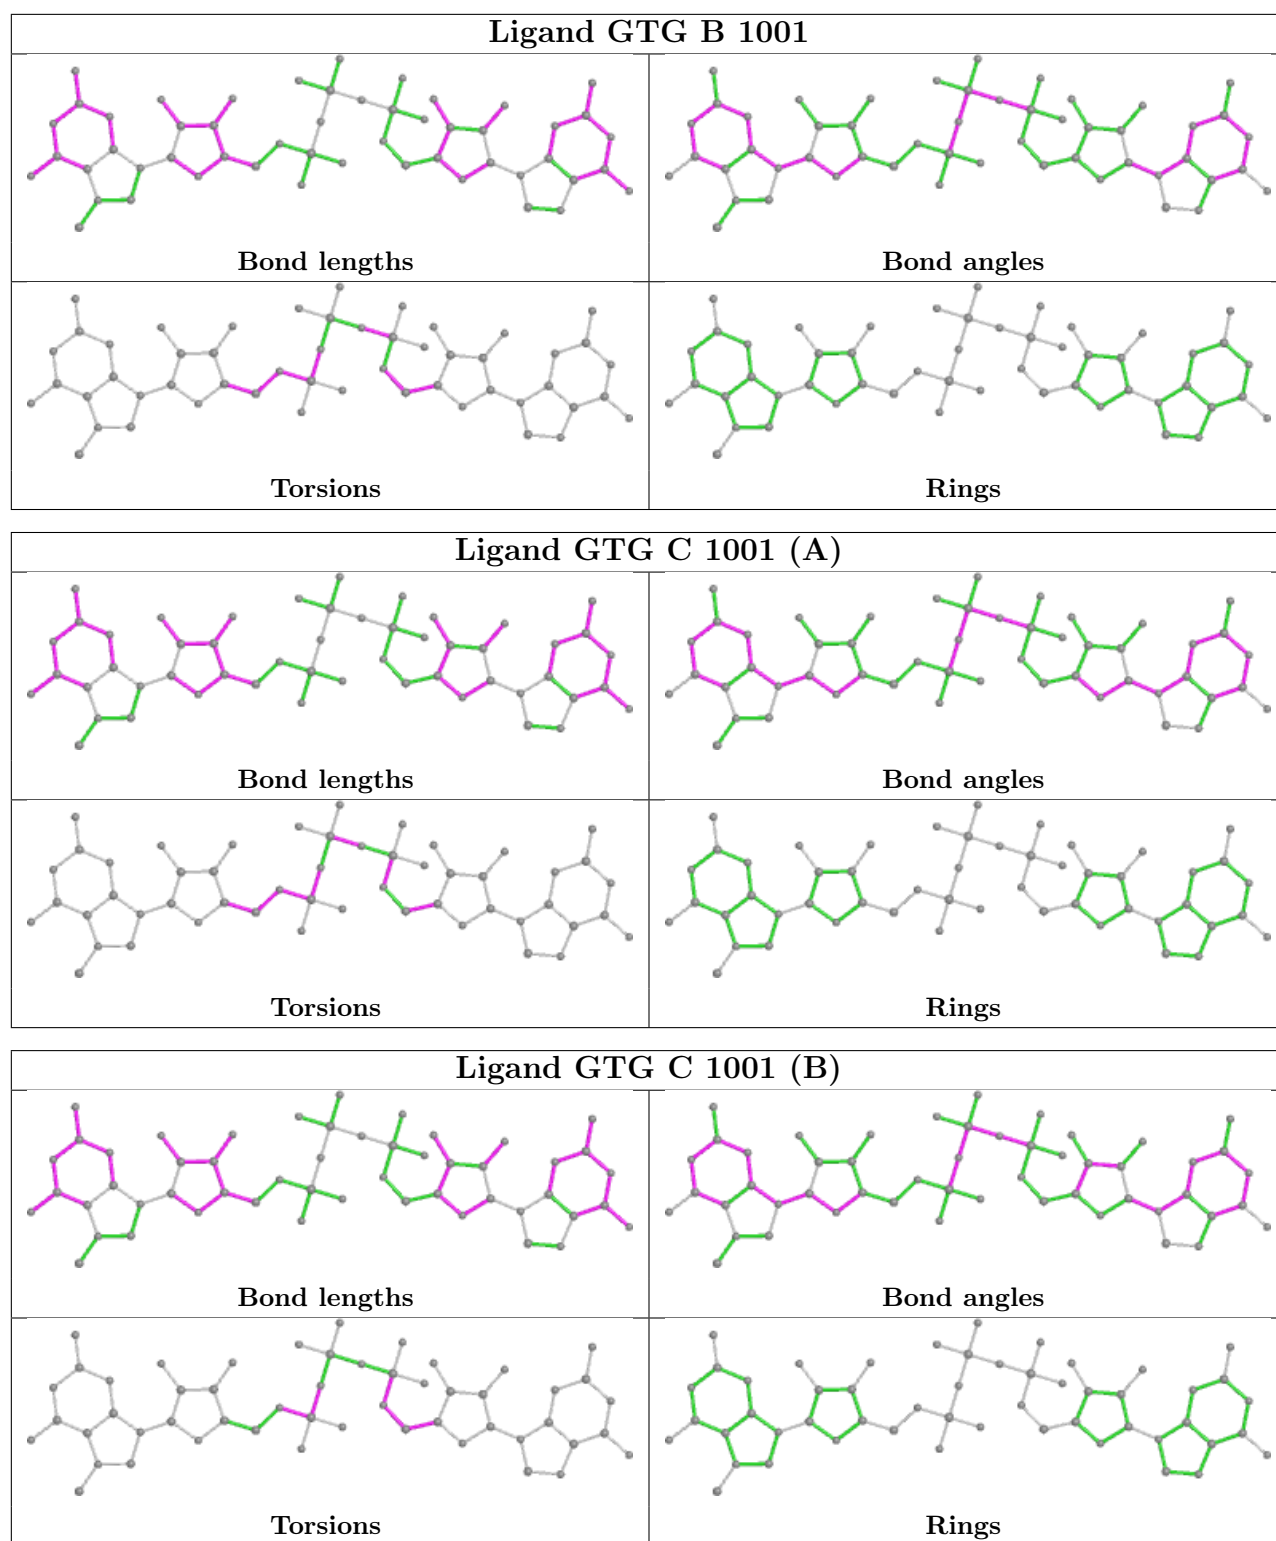 Ligand GTG B 1001
Bond lengths
Bond angles
Torsions
Rings
Ligand GTG C 1001 (A)
Bond lengths
Bond angles
Torsions
Rings
Ligand GTG C 1001 (B)
Bond lengths
Bond angles
Torsions
Rings